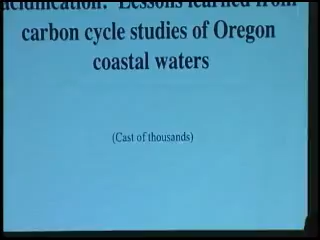 acidification: Lessons learned from
carbon cycle studies of Oregon
coastal waters
(Cast of thousands)